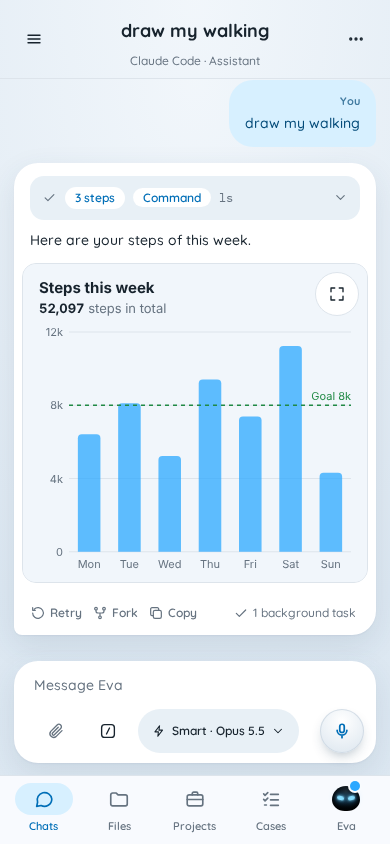 draw my walking
Claude Code · Assistant
You
draw my walking
3 steps Command 1s
Here are your steps of this week.
Steps this week
52,097 steps in total
12k
Goal 8k
8k
4k
0
Mon Tue Wed Thu Fri Sat Sun
Retry Fork Copy 1 background task
Message Eva
Smart · Opus 5.5
Chats Files Projects Cases Eva